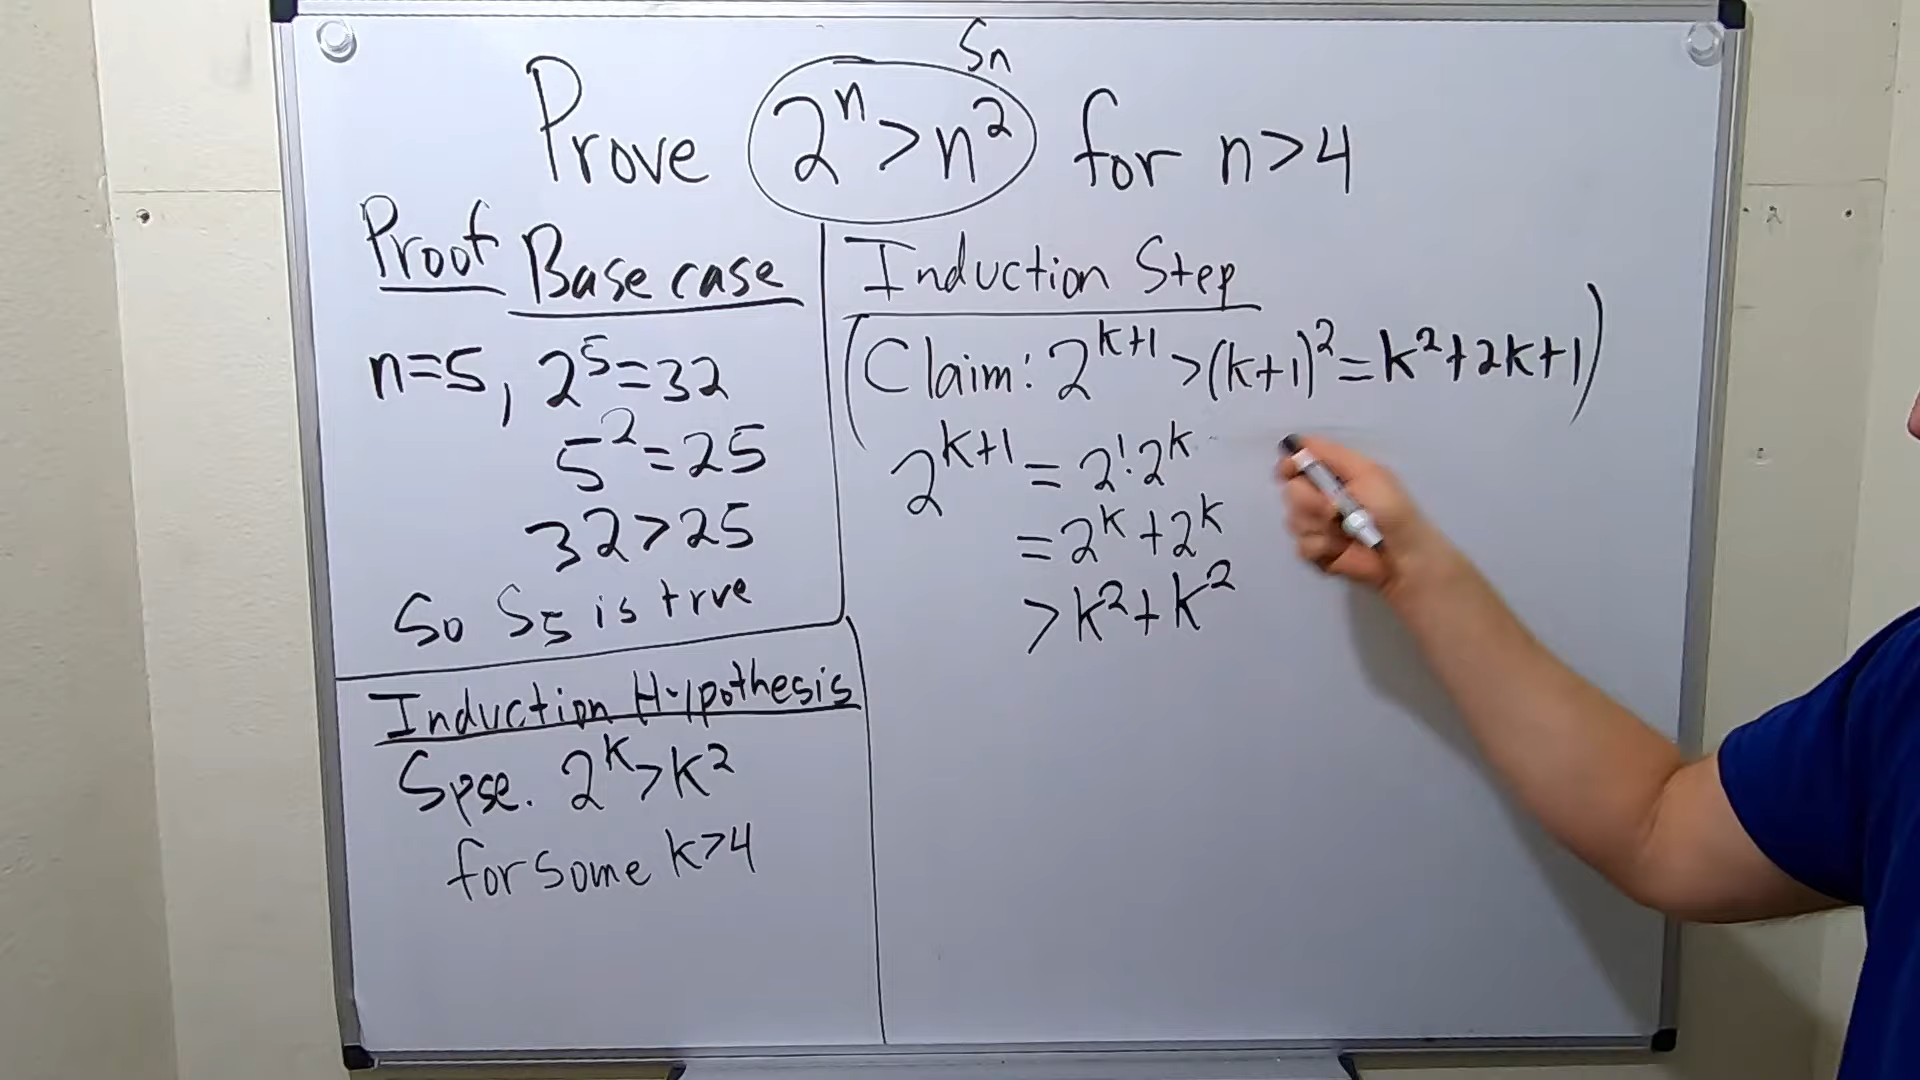 Sn
Prove 2^n > n^2 for n>4
Proof Base case
n=5, 2^5=32
5^2=25
32>25
So S_5 is true
Induction Hypothesis
Spse. 2^k>k^2
for some k>4
Induction Step
(Claim: 2^{k+1} >(k+1)^2=k^2+2k+1)
2^{k+1} = 2^1·2^k
=2^k+2^k
>k^2+k^2